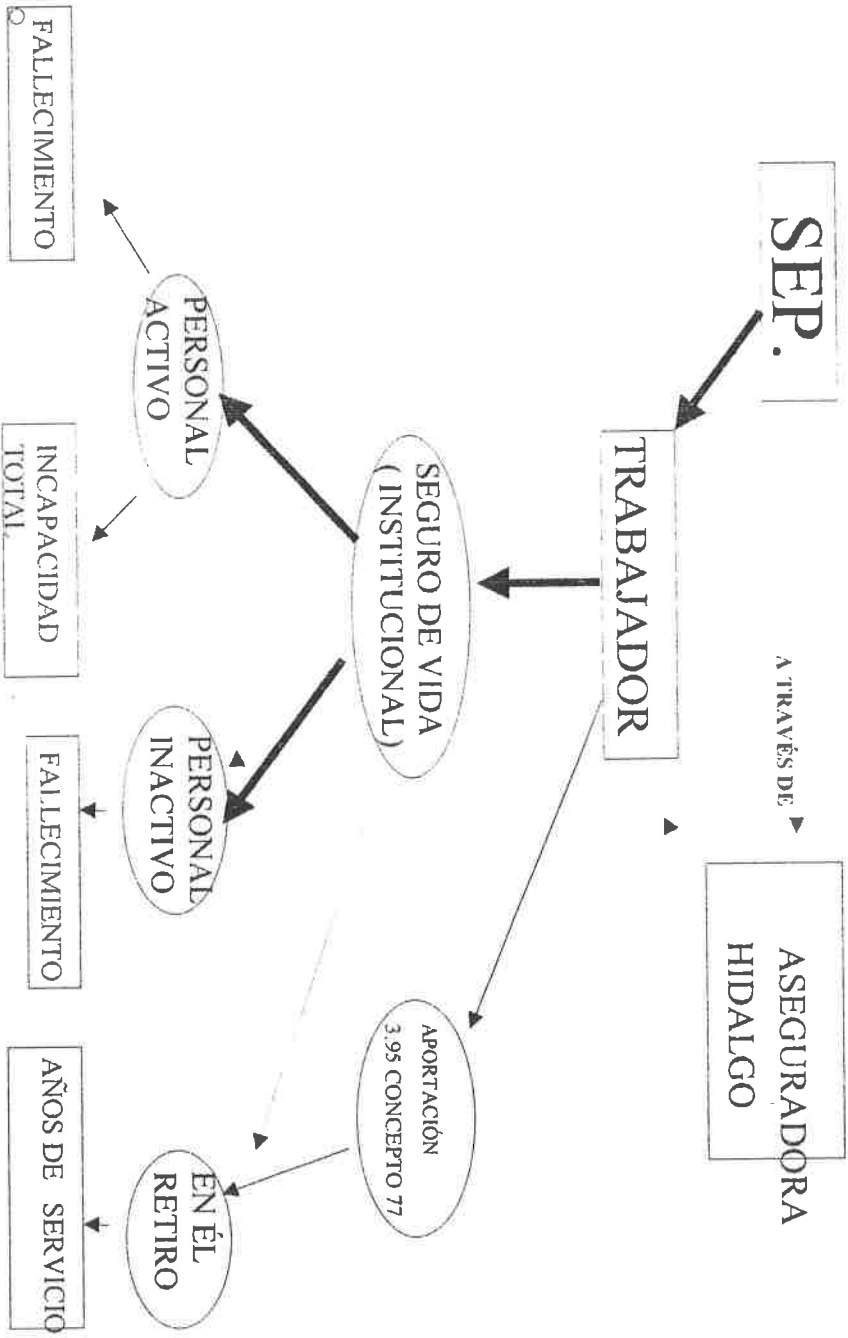 SEP.
A TRAVÉS DE
ASEGURADORA
HIDALGO
TRABAJADOR
SEGURO DE VIDA
( INSTITUCIONAL)
APORTACIÓN
3.95 CONCEPTO 77
PERSONAL
ACTIVO
PERSONAL
INACTIVO
EN ÉL
RETIRO
FALLECIMIENTO
INCAPACIDAD
TOTAL
FALLECIMIENTO
AÑOS DE SERVICIO